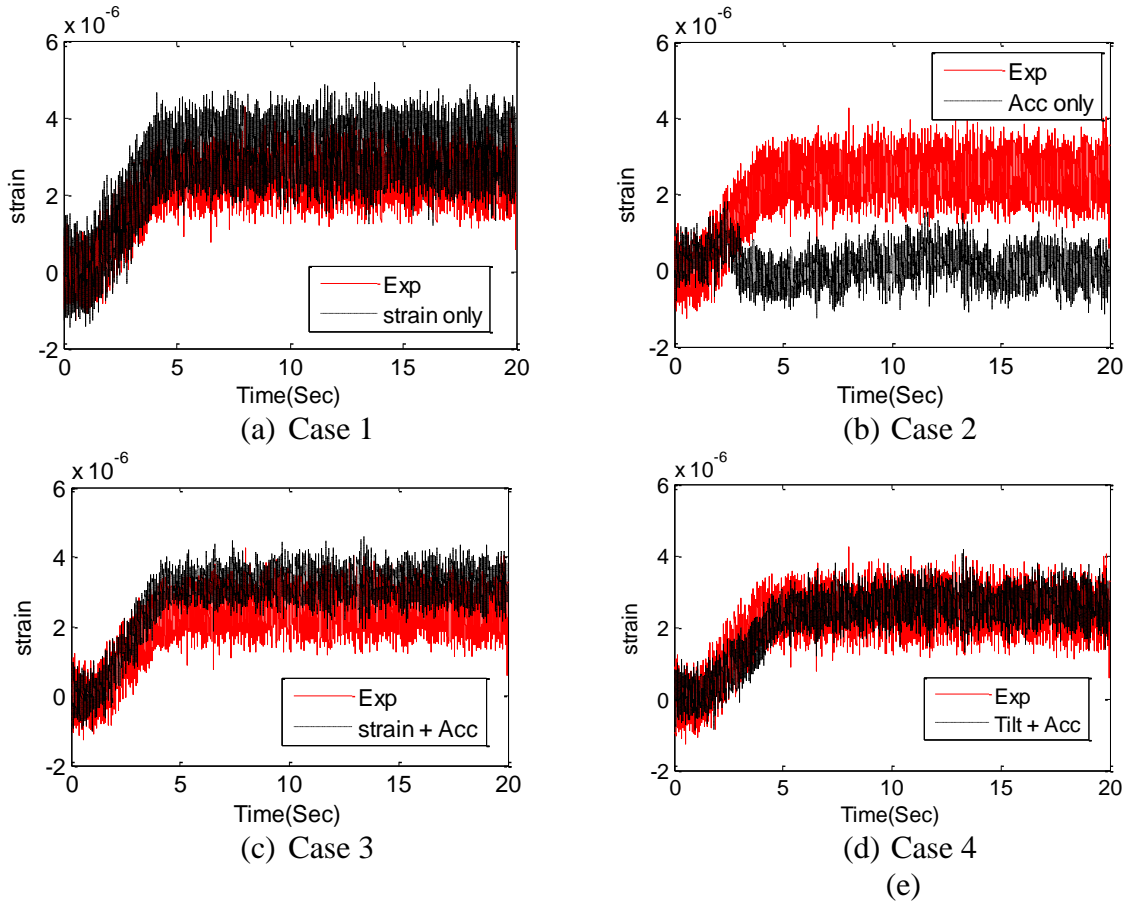 x 10-6
6
4
2
0
-2
strain
Exp
strain only
0 5 10 15 20
Time(Sec)
(a) Case 1
6
4
2
0
-2
strain
Exp
Acc only
0 5 10 15 20
Time(Sec)
(b) Case 2
x 10-6
6
4
2
0
-2
strain
Exp
strain + Acc
0 5 10 15 20
Time(Sec)
(c) Case 3
6
4
2
0
-2
strain
Exp
Tilt + Acc
0 5 10 15 20
Time(Sec)
(d) Case 4
(e)